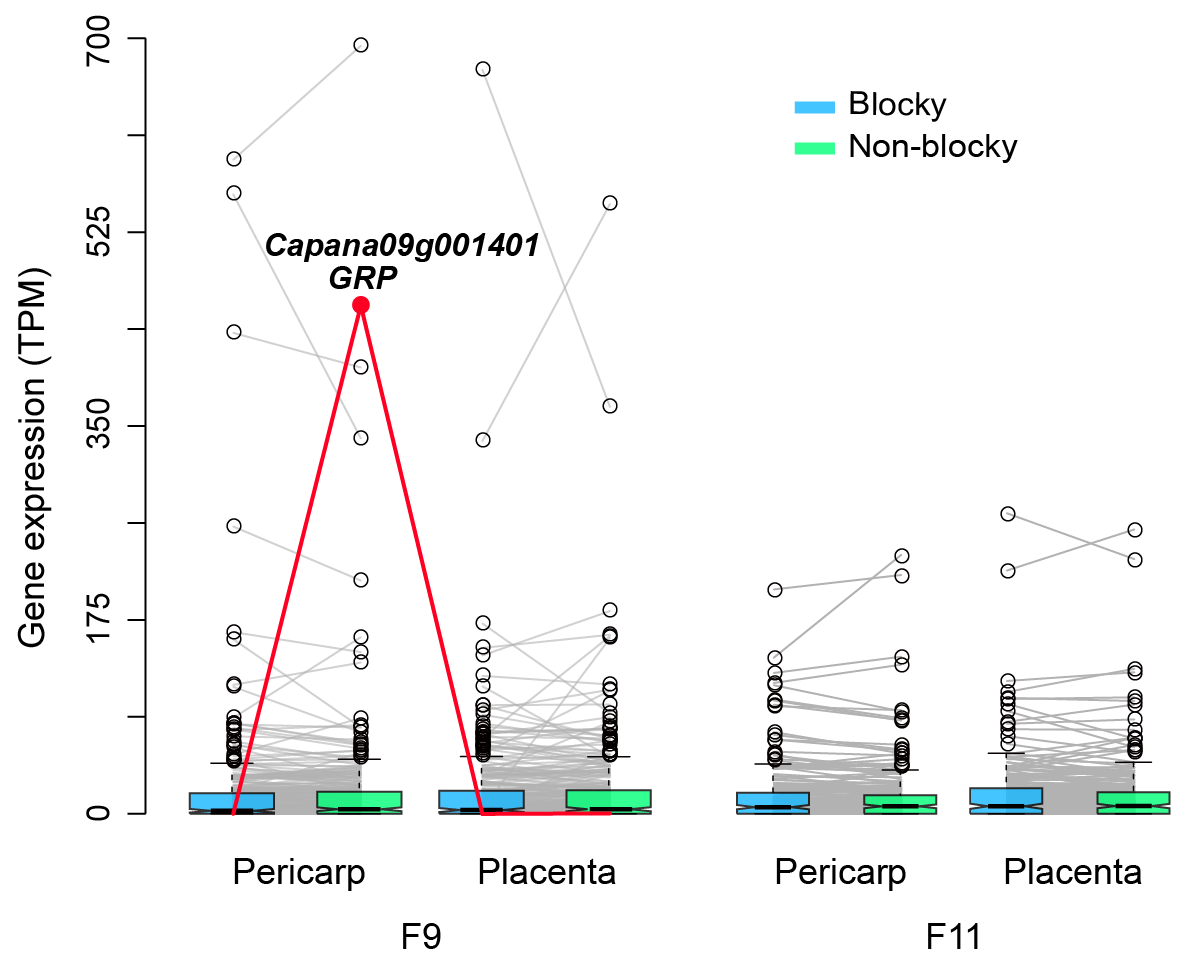 Gene expression (TPM)
700
525
350
175
0
Blocky
Non-blocky
Capana09g001401
GRP
Pericarp Placenta Pericarp Placenta
F9 F11